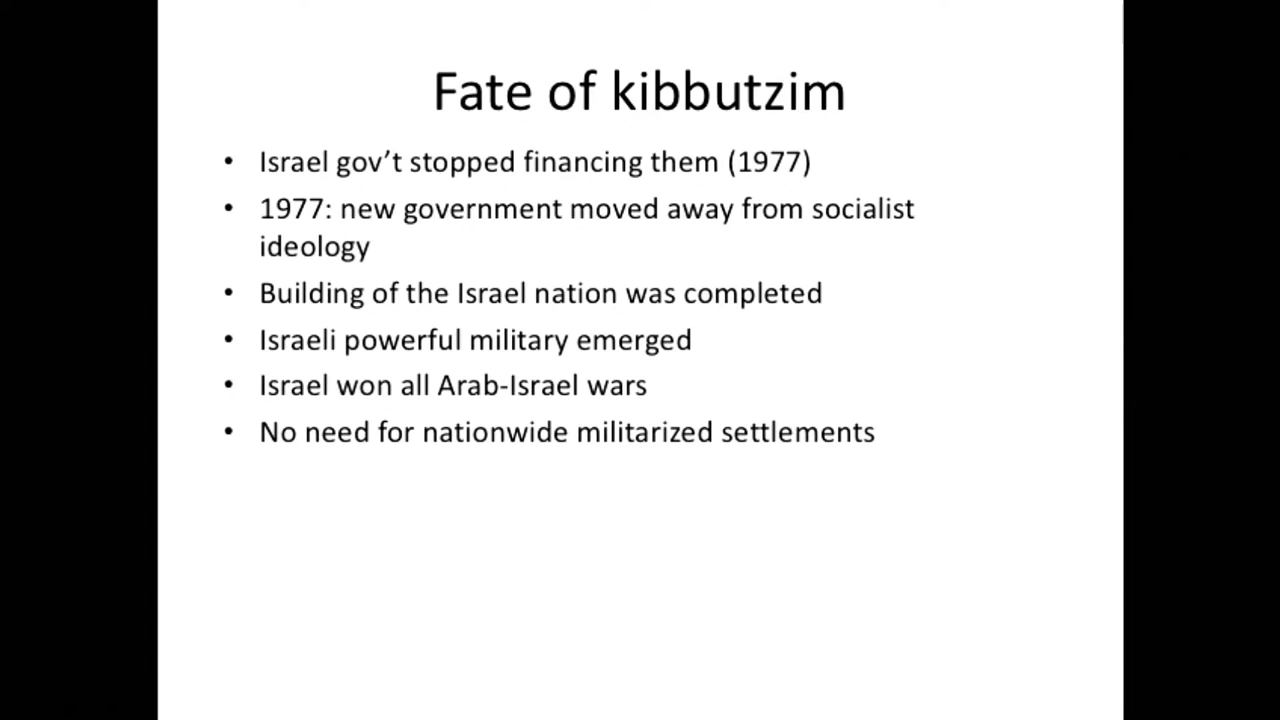 Fate of kibbutzim
• Israel gov’t stopped financing them (1977)
• 1977: new government moved away from socialist
ideology
• Building of the Israel nation was completed
• Israeli powerful military emerged
• Israel won all Arab-Israel wars
• No need for nationwide militarized settlements